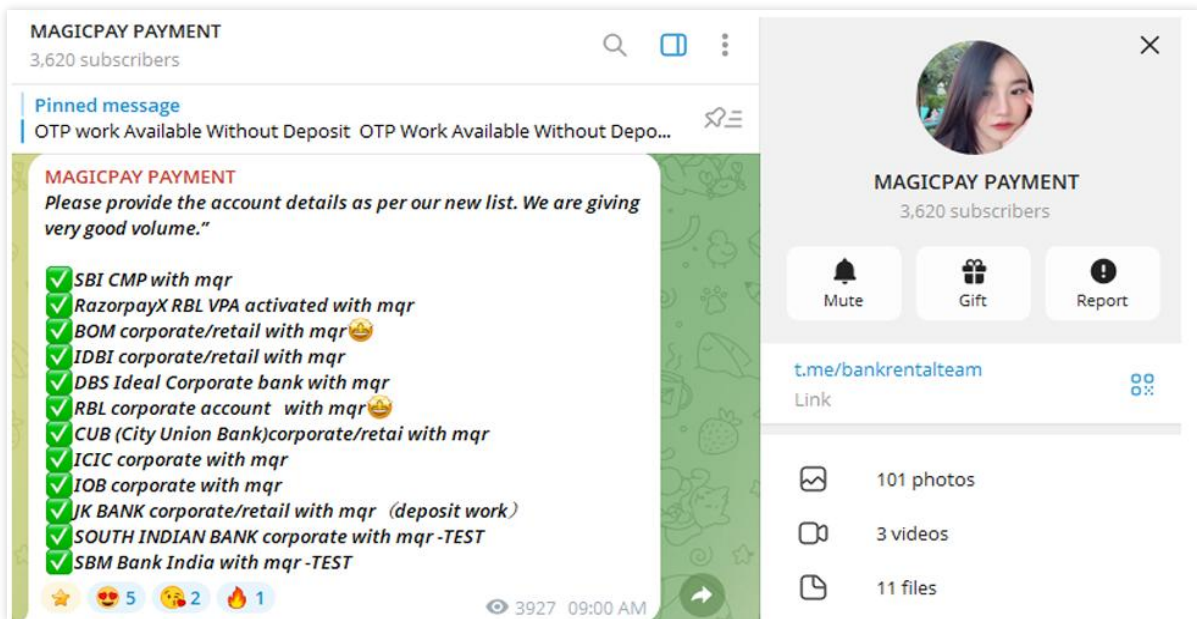 MAGICPAY PAYMENT
3,620 subscribers
Pinned message
OTP work Available Without Deposit OTP Work Available Without Depo...
MAGICPAY PAYMENT
Please provide the account details as per our new list. We are giving
very good volume.”
✅SBI CMP with mqr
✅RazorpayX RBL VPA activated with mqr
✅BOM corporate/retail with mqr🤩
✅IDBI corporate/retail with mqr
✅DBS Ideal Corporate bank with mqr
✅RBL corporate account with mqr🤩
✅CUB (City Union Bank)corporate/retai with mqr
✅ICIC corporate with mqr
✅IOB corporate with mqr
✅JK BANK corporate/retail with mqr（deposit work）
✅SOUTH INDIAN BANK corporate with mqr -TEST
✅SBM Bank India with mqr -TEST
⭐ 😍 5 😘 2 🔥 1
3927 09:00 AM
MAGICPAY PAYMENT
3,620 subscribers
Mute
Gift
Report
t.me/bankrentalteam
Link
101 photos
3 videos
11 files